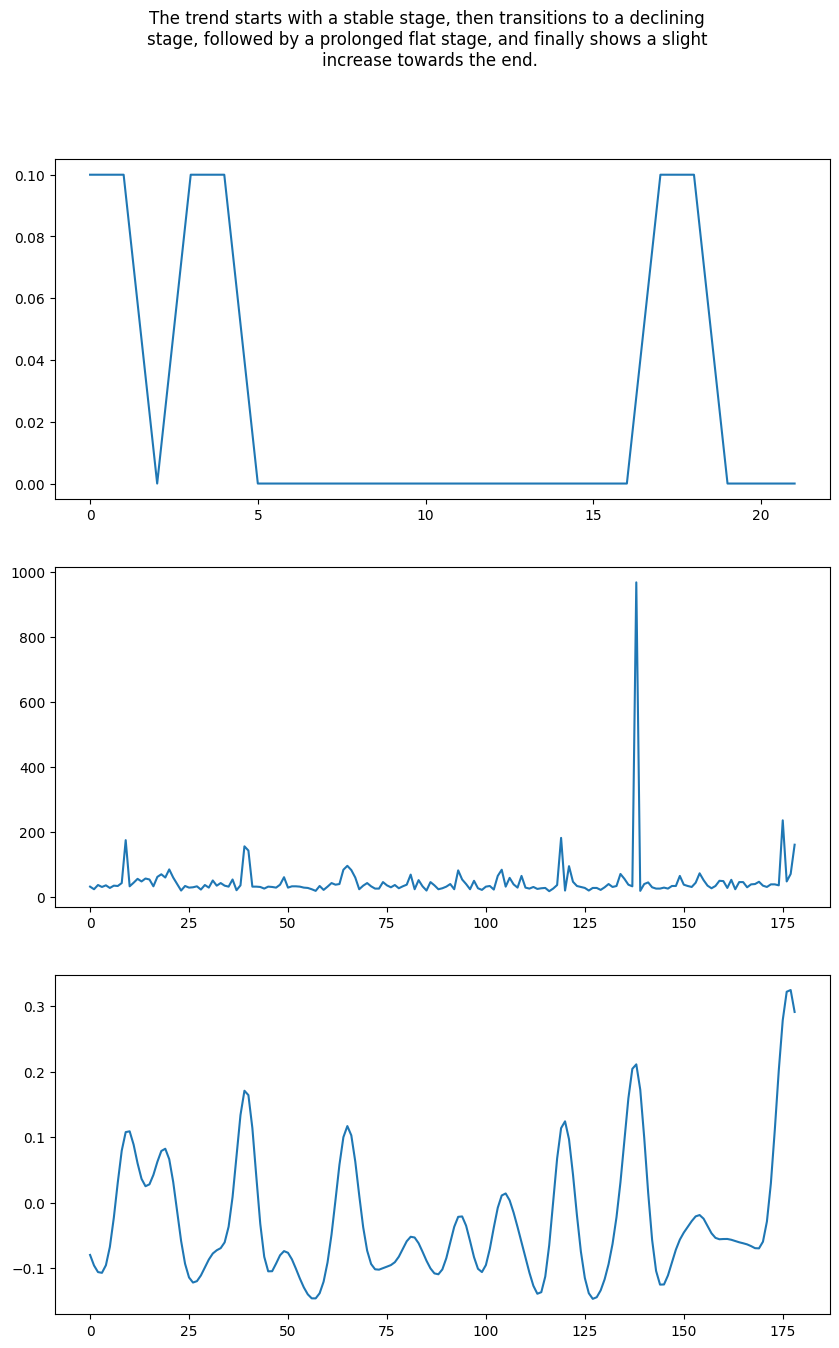 The trend starts with a stable stage, then transitions to a declining
stage, followed by a prolonged flat stage, and finally shows a slight
increase towards the end.
0.10
0.08
0.06
0.04
0.02
0.00
0 5 10 15 20
1000
800
600
400
200
0
0 25 50 75 100 125 150 175
0.3
0.2
0.1
0.0
−0.1
0 25 50 75 100 125 150 175